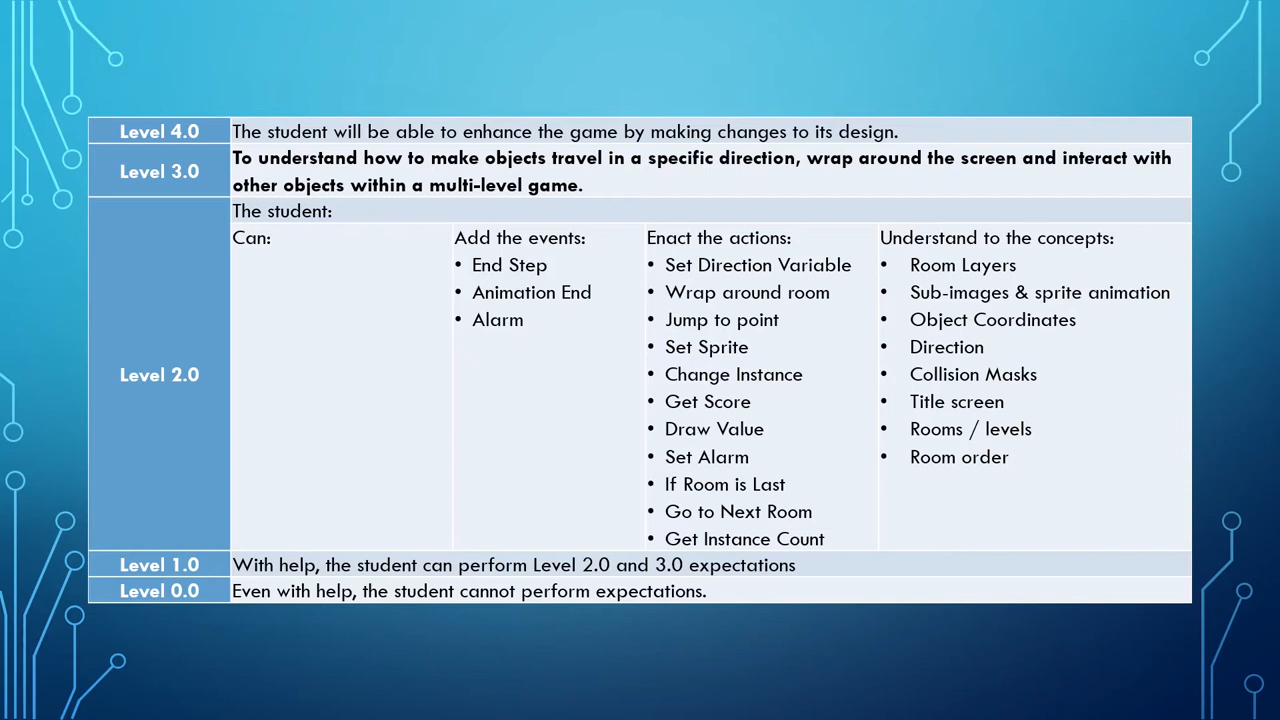 Level 4.0
The student will be able to enhance the game by making changes to its design.
Level 3.0
To understand how to make objects travel in a specific direction, wrap around the screen and interact with
other objects within a multi-level game.
Level 2.0
The student:
Can:
Add the events:
• End Step
• Animation End
• Alarm
Enact the actions:
• Set Direction Variable
• Wrap around room
• Jump to point
• Set Sprite
• Change Instance
• Get Score
• Draw Value
• Set Alarm
• If Room is Last
• Go to Next Room
• Get Instance Count
Understand to the concepts:
• Room Layers
• Sub-images & sprite animation
• Object Coordinates
• Direction
• Collision Masks
• Title screen
• Rooms / levels
• Room order
Level 1.0
With help, the student can perform Level 2.0 and 3.0 expectations
Level 0.0
Even with help, the student cannot perform expectations.